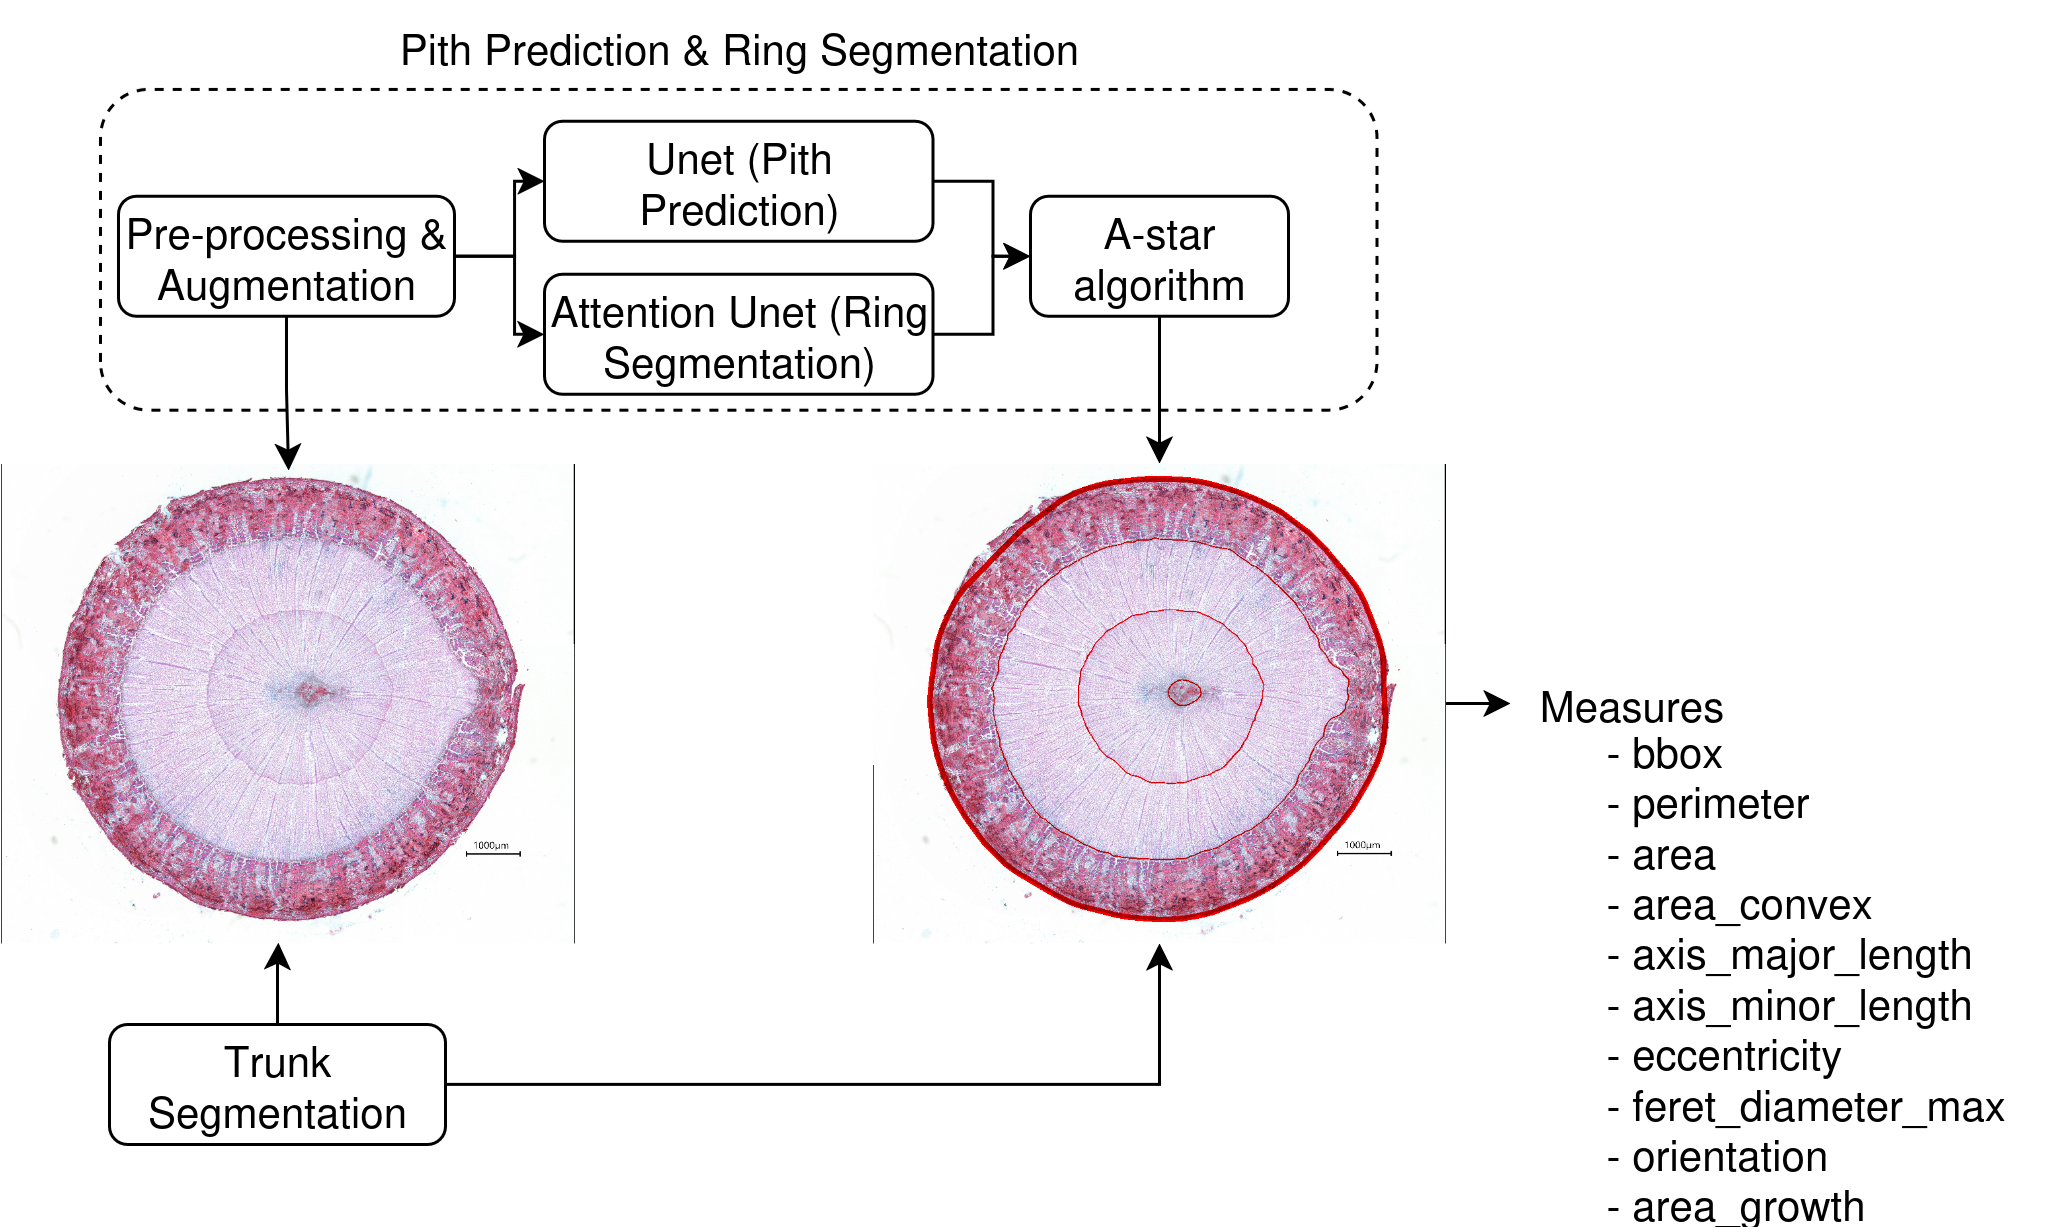 Pith Prediction & Ring Segmentation
Unet (Pith
Prediction)
Pre-processing &
Augmentation
A-star
algorithm
Attention Unet (Ring
Segmentation)
1000µm
1000µm
Measures
- bbox
- perimeter
- area
- area_convex
- axis_major_length
- axis_minor_length
- eccentricity
- feret_diameter_max
- orientation
- area_growth
Trunk
Segmentation